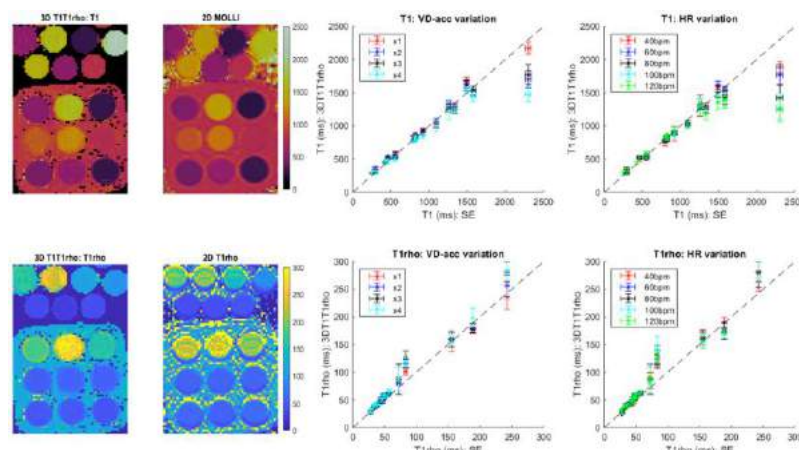 3D T1T1rho: T1
2D MOLLI
T1: VD-acc variation
T1: HR variation
2500
2000
1500
1000
500
0
T1 (ms): 3DT1T1rho
2500
2000
1500
1000
500
0
x1
x2
x3
x4
0 500 1000 1500 2000 2500
T1 (ms): SE
T1 (ms): 3DT1T1rho
2500
2000
1500
1000
500
0
40bpm
60bpm
80bpm
100bpm
120bpm
0 500 1000 1500 2000 2500
T1 (ms): SE
3D T1T1rho: T1rho
2D T1rho
T1rho: VD-acc variation
T1rho: HR variation
300
250
200
150
100
50
0
T1rho (ms): 3DT1T1rho
300
250
200
150
100
50
0
x1
x2
x3
x4
0 50 100 150 200 250 300
T1rho (ms): SE
T1rho (ms): 3DT1T1rho
300
250
200
150
100
50
0
40bpm
60bpm
80bpm
100bpm
120bpm
0 50 100 150 200 250 300
T1rho (ms): SE